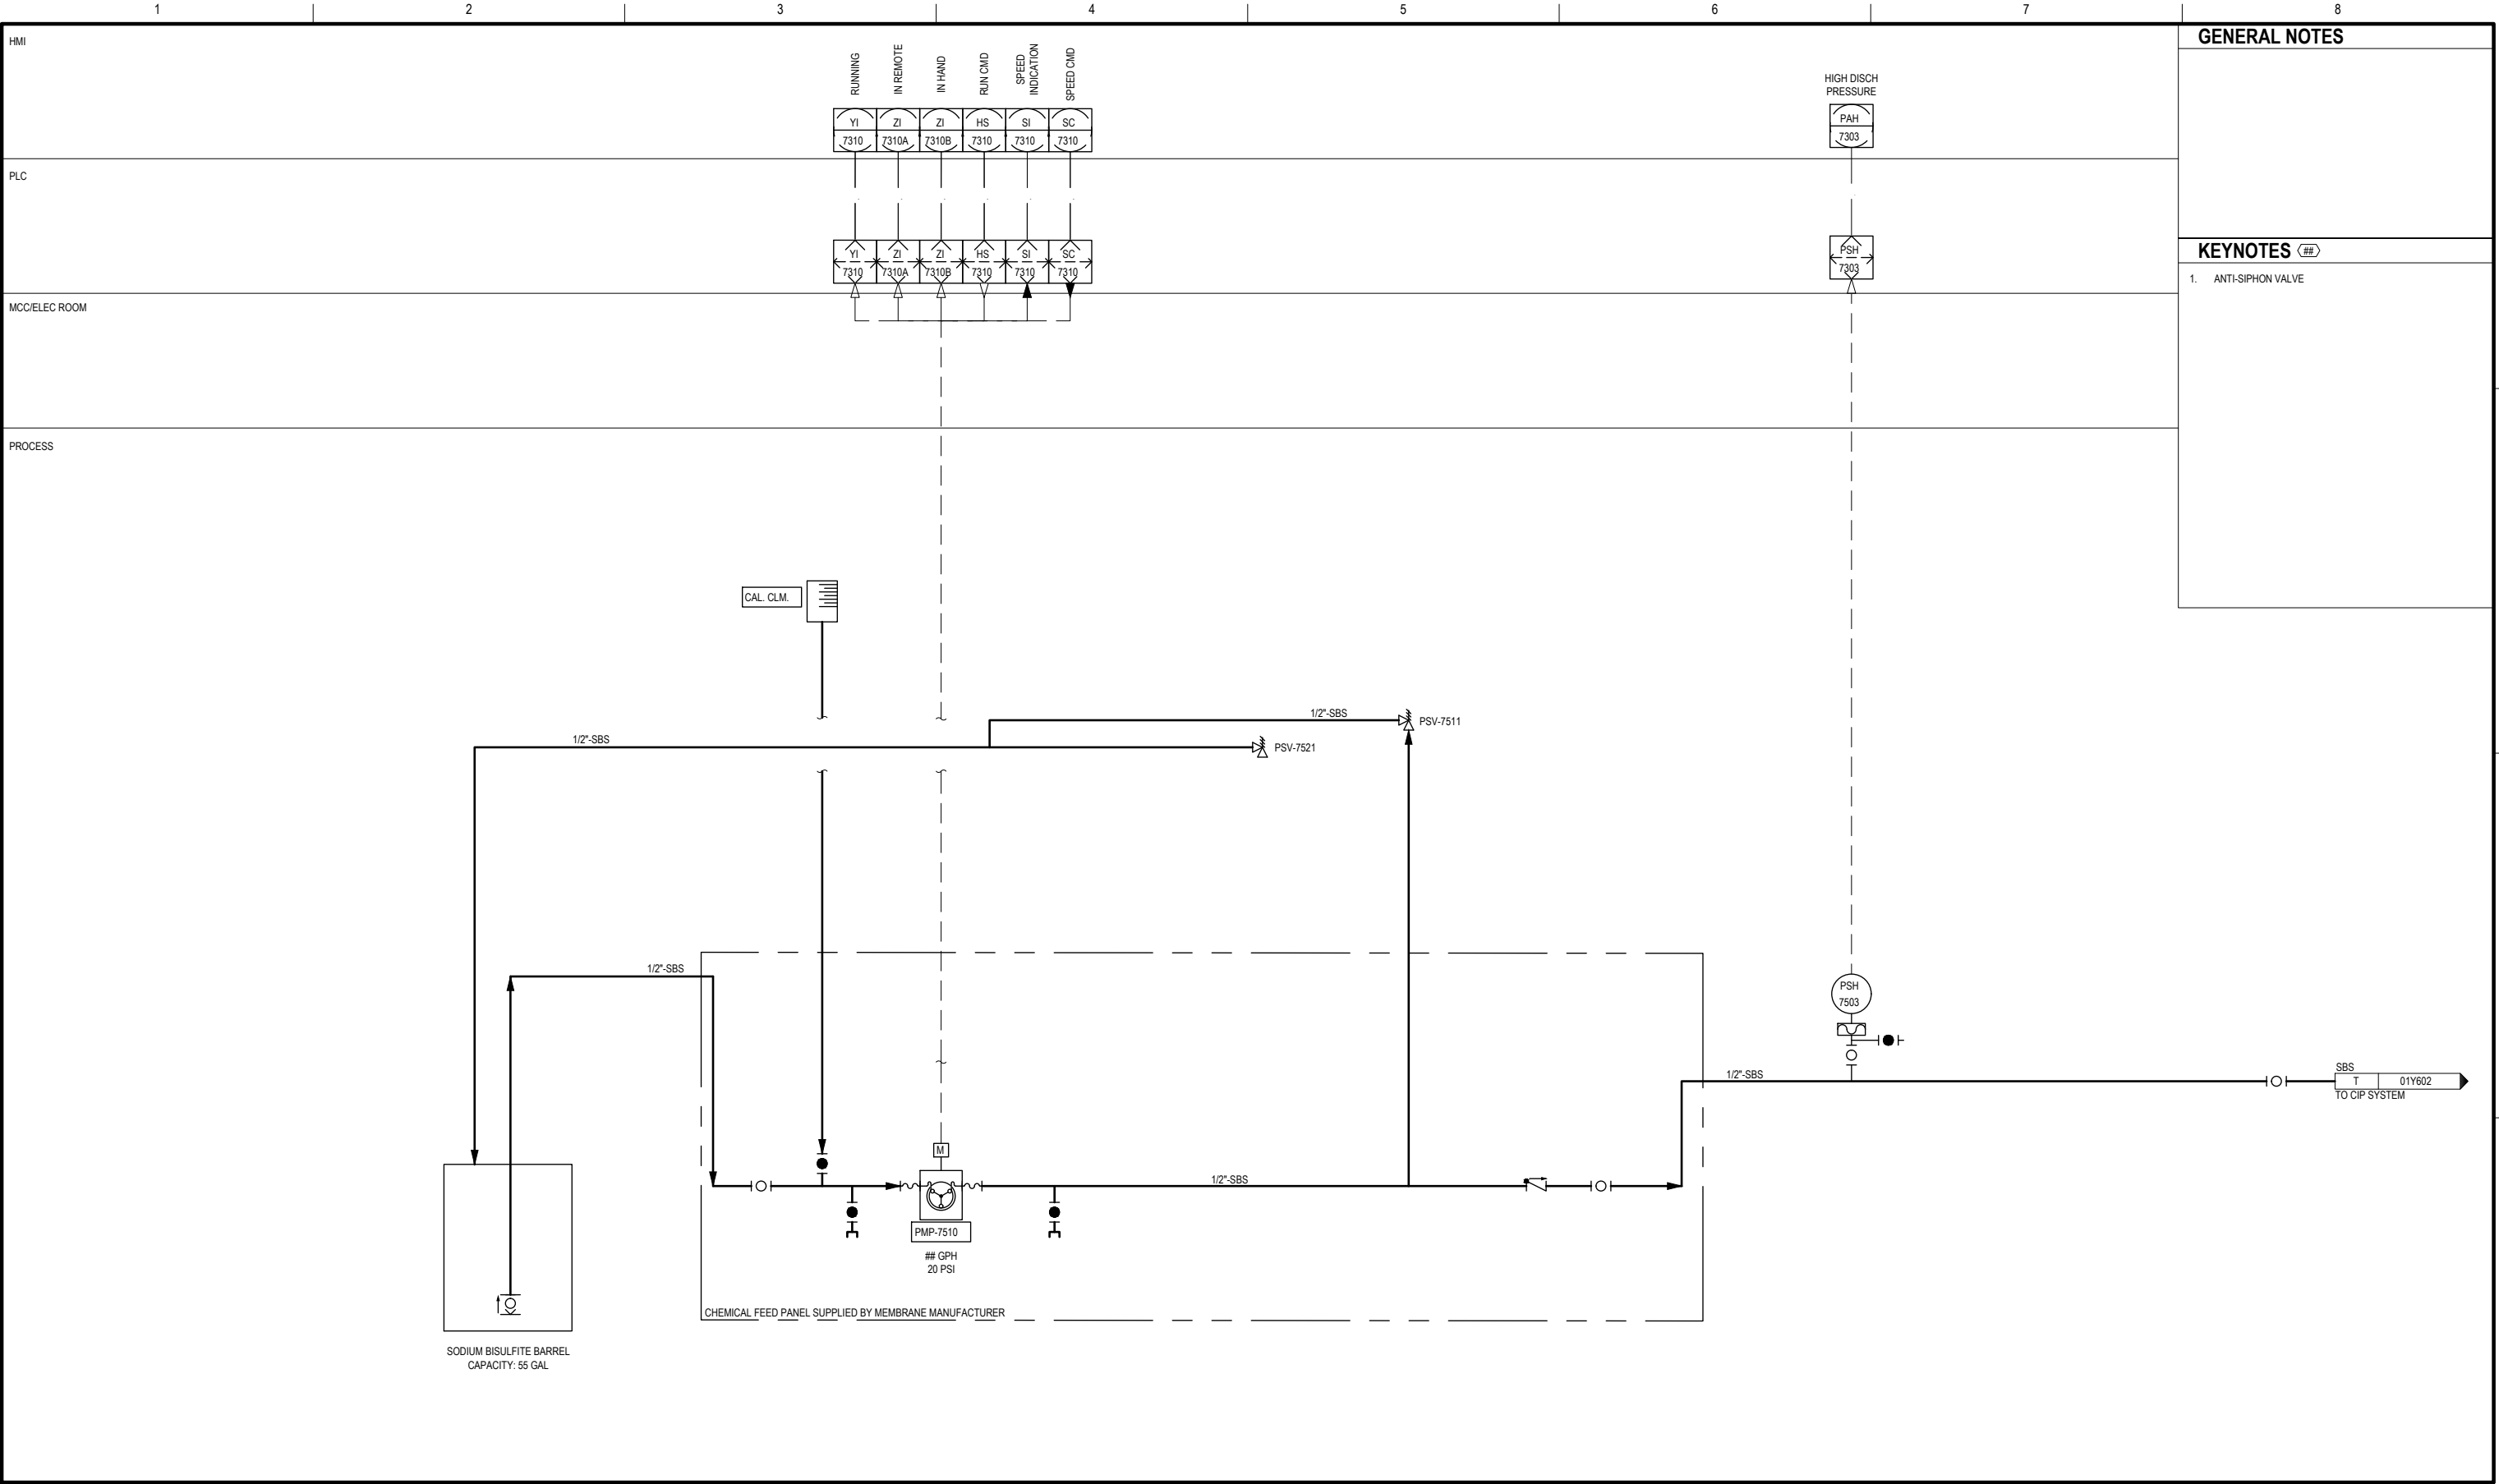 1 2 3 4 5 6 7 8
HMI
RUNNING
IN REMOTE
IN HAND
RUN CMD
SPEED
INDICATION
SPEED CMD
YI
7310
ZI
7310A
ZI
7310B
HS
7310
SI
7310
SC
7310
HIGH DISCH
PRESSURE
PAH
7303
GENERAL NOTES
PLC
YI
7310
ZI
7310A
ZI
7310B
HS
7310
SI
7310
SC
7310
PSH
7303
KEYNOTES ##
1. ANTI-SIPHON VALVE
MCC/ELEC ROOM
PROCESS
CAL. CLM.
1/2"-SBS
PSV-7511
1/2"-SBS
PSV-7521
1/2"-SBS
PSH
7503
1/2"-SBS
SBS
T 01Y602
TO CIP SYSTEM
M
1/2"-SBS
PMP-7510
## GPH
20 PSI
CHEMICAL FEED PANEL SUPPLIED BY MEMBRANE MANUFACTURER
SODIUM BISULFITE BARREL
CAPACITY: 55 GAL